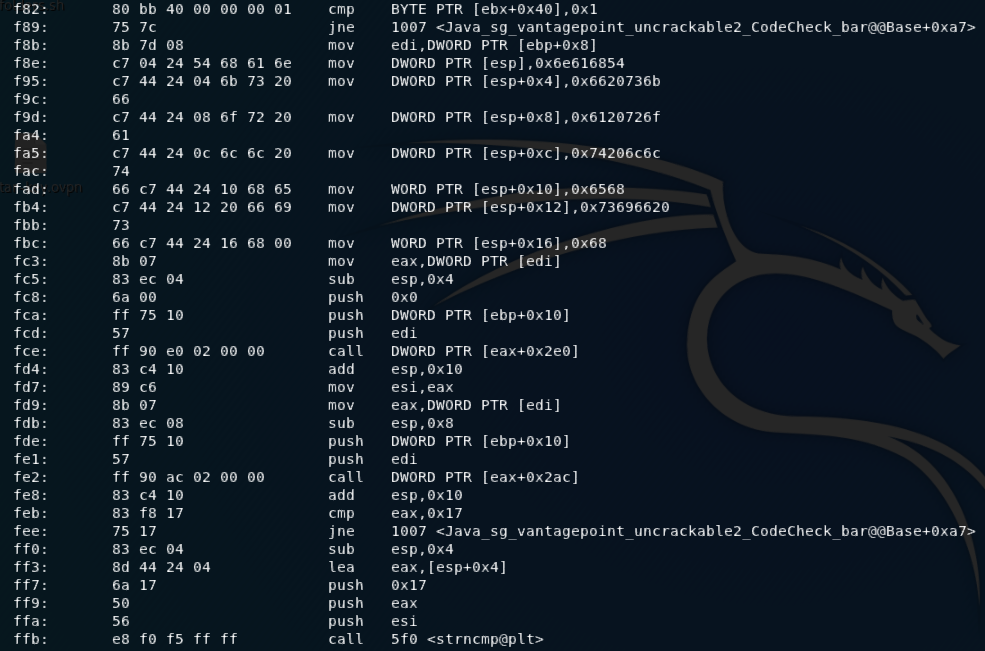 f82: 80 bb 40 00 00 00 01 cmp BYTE PTR [ebx+0x40],0x1
f89: 75 7c jne 1007 <Java_sg_vantagepoint_uncrackable2_CodeCheck_bar@@Base+0xa7>
f8b: 8b 7d 08 mov edi,DWORD PTR [ebp+0x8]
f8e: c7 04 24 54 68 61 6e mov DWORD PTR [esp],0x6e616854
f95: c7 44 24 04 6b 73 20 mov DWORD PTR [esp+0x4],0x6620736b
f9c: 66
f9d: c7 44 24 08 6f 72 20 mov DWORD PTR [esp+0x8],0x6120726f
fa4: 61
fa5: c7 44 24 0c 6c 6c 20 mov DWORD PTR [esp+0xc],0x74206c6c
fac: 74
fad: 66 c7 44 24 10 68 65 mov WORD PTR [esp+0x10],0x6568
fb4: c7 44 24 12 20 66 69 mov DWORD PTR [esp+0x12],0x73696620
fbb: 73
fbc: 66 c7 44 24 16 68 00 mov WORD PTR [esp+0x16],0x68
fc3: 8b 07 mov eax,DWORD PTR [edi]
fc5: 83 ec 04 sub esp,0x4
fc8: 6a 00 push 0x0
fca: ff 75 10 push DWORD PTR [ebp+0x10]
fcd: 57 push edi
fce: ff 90 e0 02 00 00 call DWORD PTR [eax+0x2e0]
fd4: 83 c4 10 add esp,0x10
fd7: 89 c6 mov esi,eax
fd9: 8b 07 mov eax,DWORD PTR [edi]
fdb: 83 ec 08 sub esp,0x8
fde: ff 75 10 push DWORD PTR [ebp+0x10]
fe1: 57 push edi
fe2: ff 90 ac 02 00 00 call DWORD PTR [eax+0x2ac]
fe8: 83 c4 10 add esp,0x10
feb: 83 f8 17 cmp eax,0x17
fee: 75 17 jne 1007 <Java_sg_vantagepoint_uncrackable2_CodeCheck_bar@@Base+0xa7>
ff0: 83 ec 04 sub esp,0x4
ff3: 8d 44 24 04 lea eax,[esp+0x4]
ff7: 6a 17 push 0x17
ff9: 50 push eax
ffa: 56 push esi
ffb: e8 f0 f5 ff ff call 5f0 <strncmp@plt>